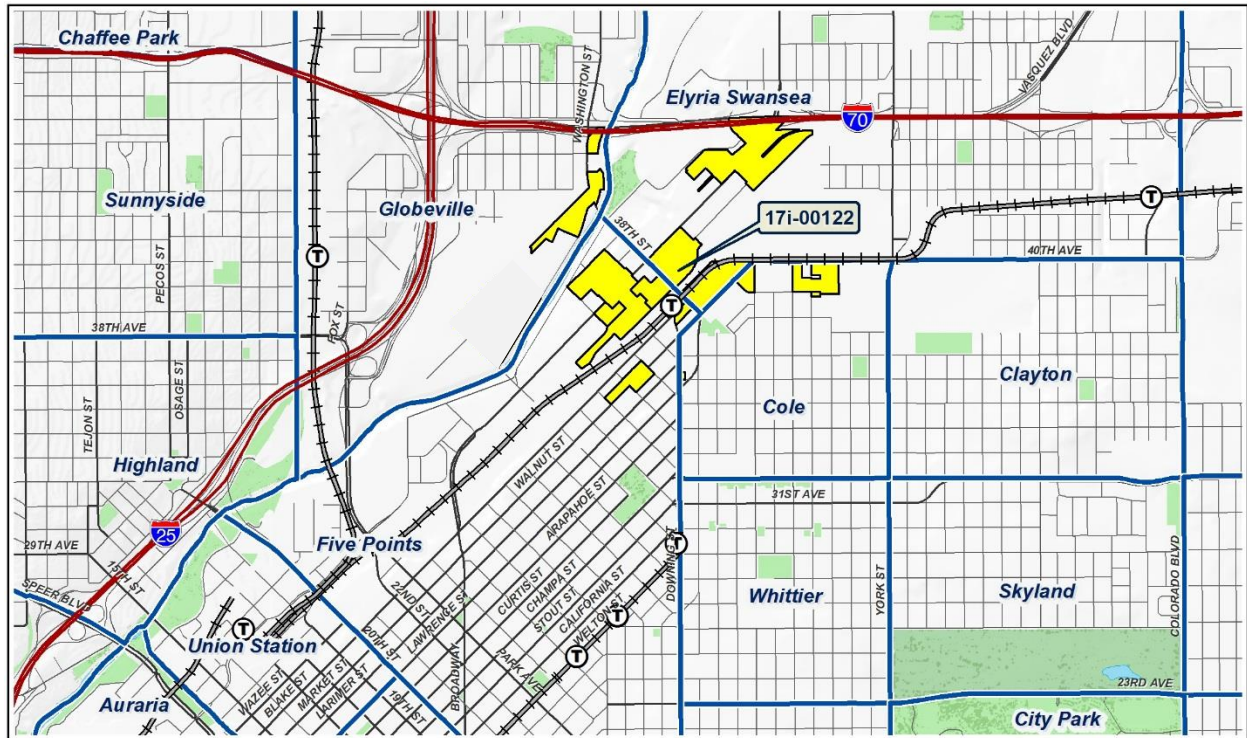 Chaffee Park
WASHINGTON ST
Elyria Swansea
VASQUEZ BLVD
70
Sunnyside
Globeville
T
17i-00122
38TH ST
PECOS ST
T
40TH AVE
FOX ST
T
38TH AVE
OSAGE ST
TEJON ST
Clayton
Cole
WALNUT ST
Highland
ARAPAHOE ST
31ST AVE
25
29TH AVE
15TH ST
Five Points
T
DOWNING ST
SPEER BLVD
22ND ST
LAWRENCE ST
CURTIS ST
CHAMPA ST
STOUT ST
CALIFORNIA ST
WELTON ST
Whittier
YORK ST
Skyland
COLORADO BLVD
T
T
Union Station
20TH ST
T
PARK AVE
BROADWAY
WAZEE ST
BLAKE ST
MARKET ST
LARIMER ST
19TH ST
23RD AVE
Auraria
City Park